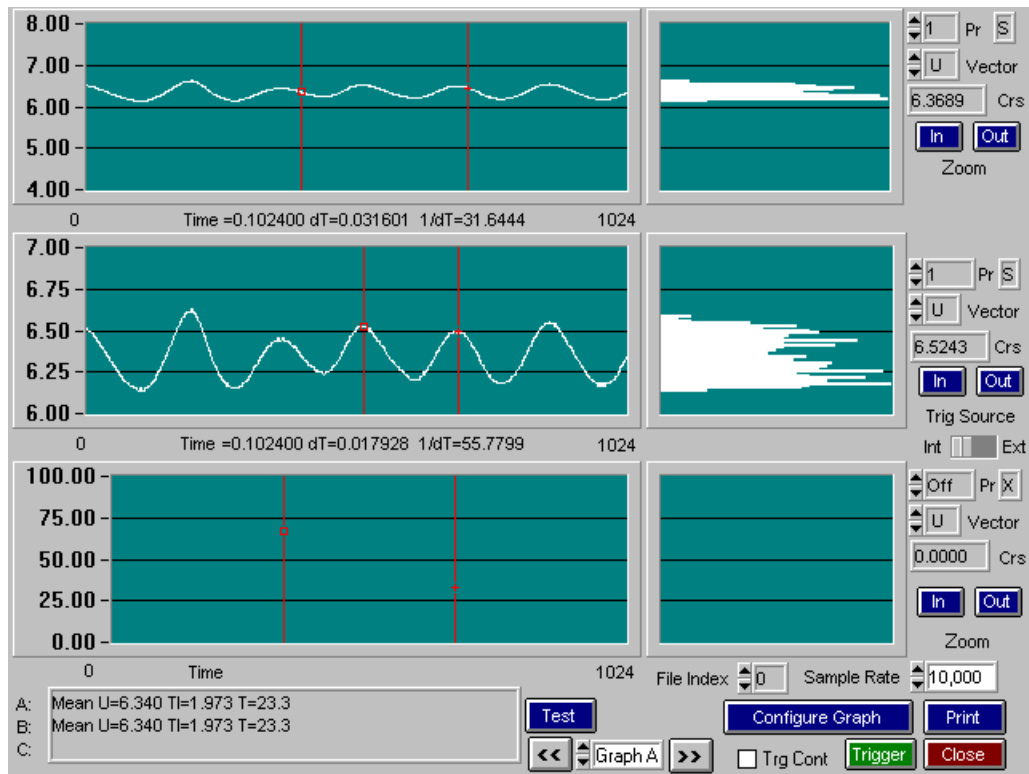 8.00
7.00
6.00
5.00
4.00
1 Pr S
U Vector
6.3689 Crs
In Out
Zoom
0 Time =0.102400 dT=0.031601 1/dT=31.6444 1024
7.00
6.75
6.50
6.25
6.00
1 Pr S
U Vector
6.5243 Crs
In Out
Trig Source
Int Ext
0 Time =0.102400 dT=0.017928 1/dT=55.7799 1024
100.00
75.00
50.00
25.00
0.00
Off Pr X
U Vector
0.0000 Crs
In Out
Zoom
0 Time 1024
File Index 0 Sample Rate 10,000
A: Mean U=6.340 TI=1.973 T=23.3
B: Mean U=6.340 TI=1.973 T=23.3
C:
Test Configure Graph Print
<< Graph A >> Trg Cont Trigger Close